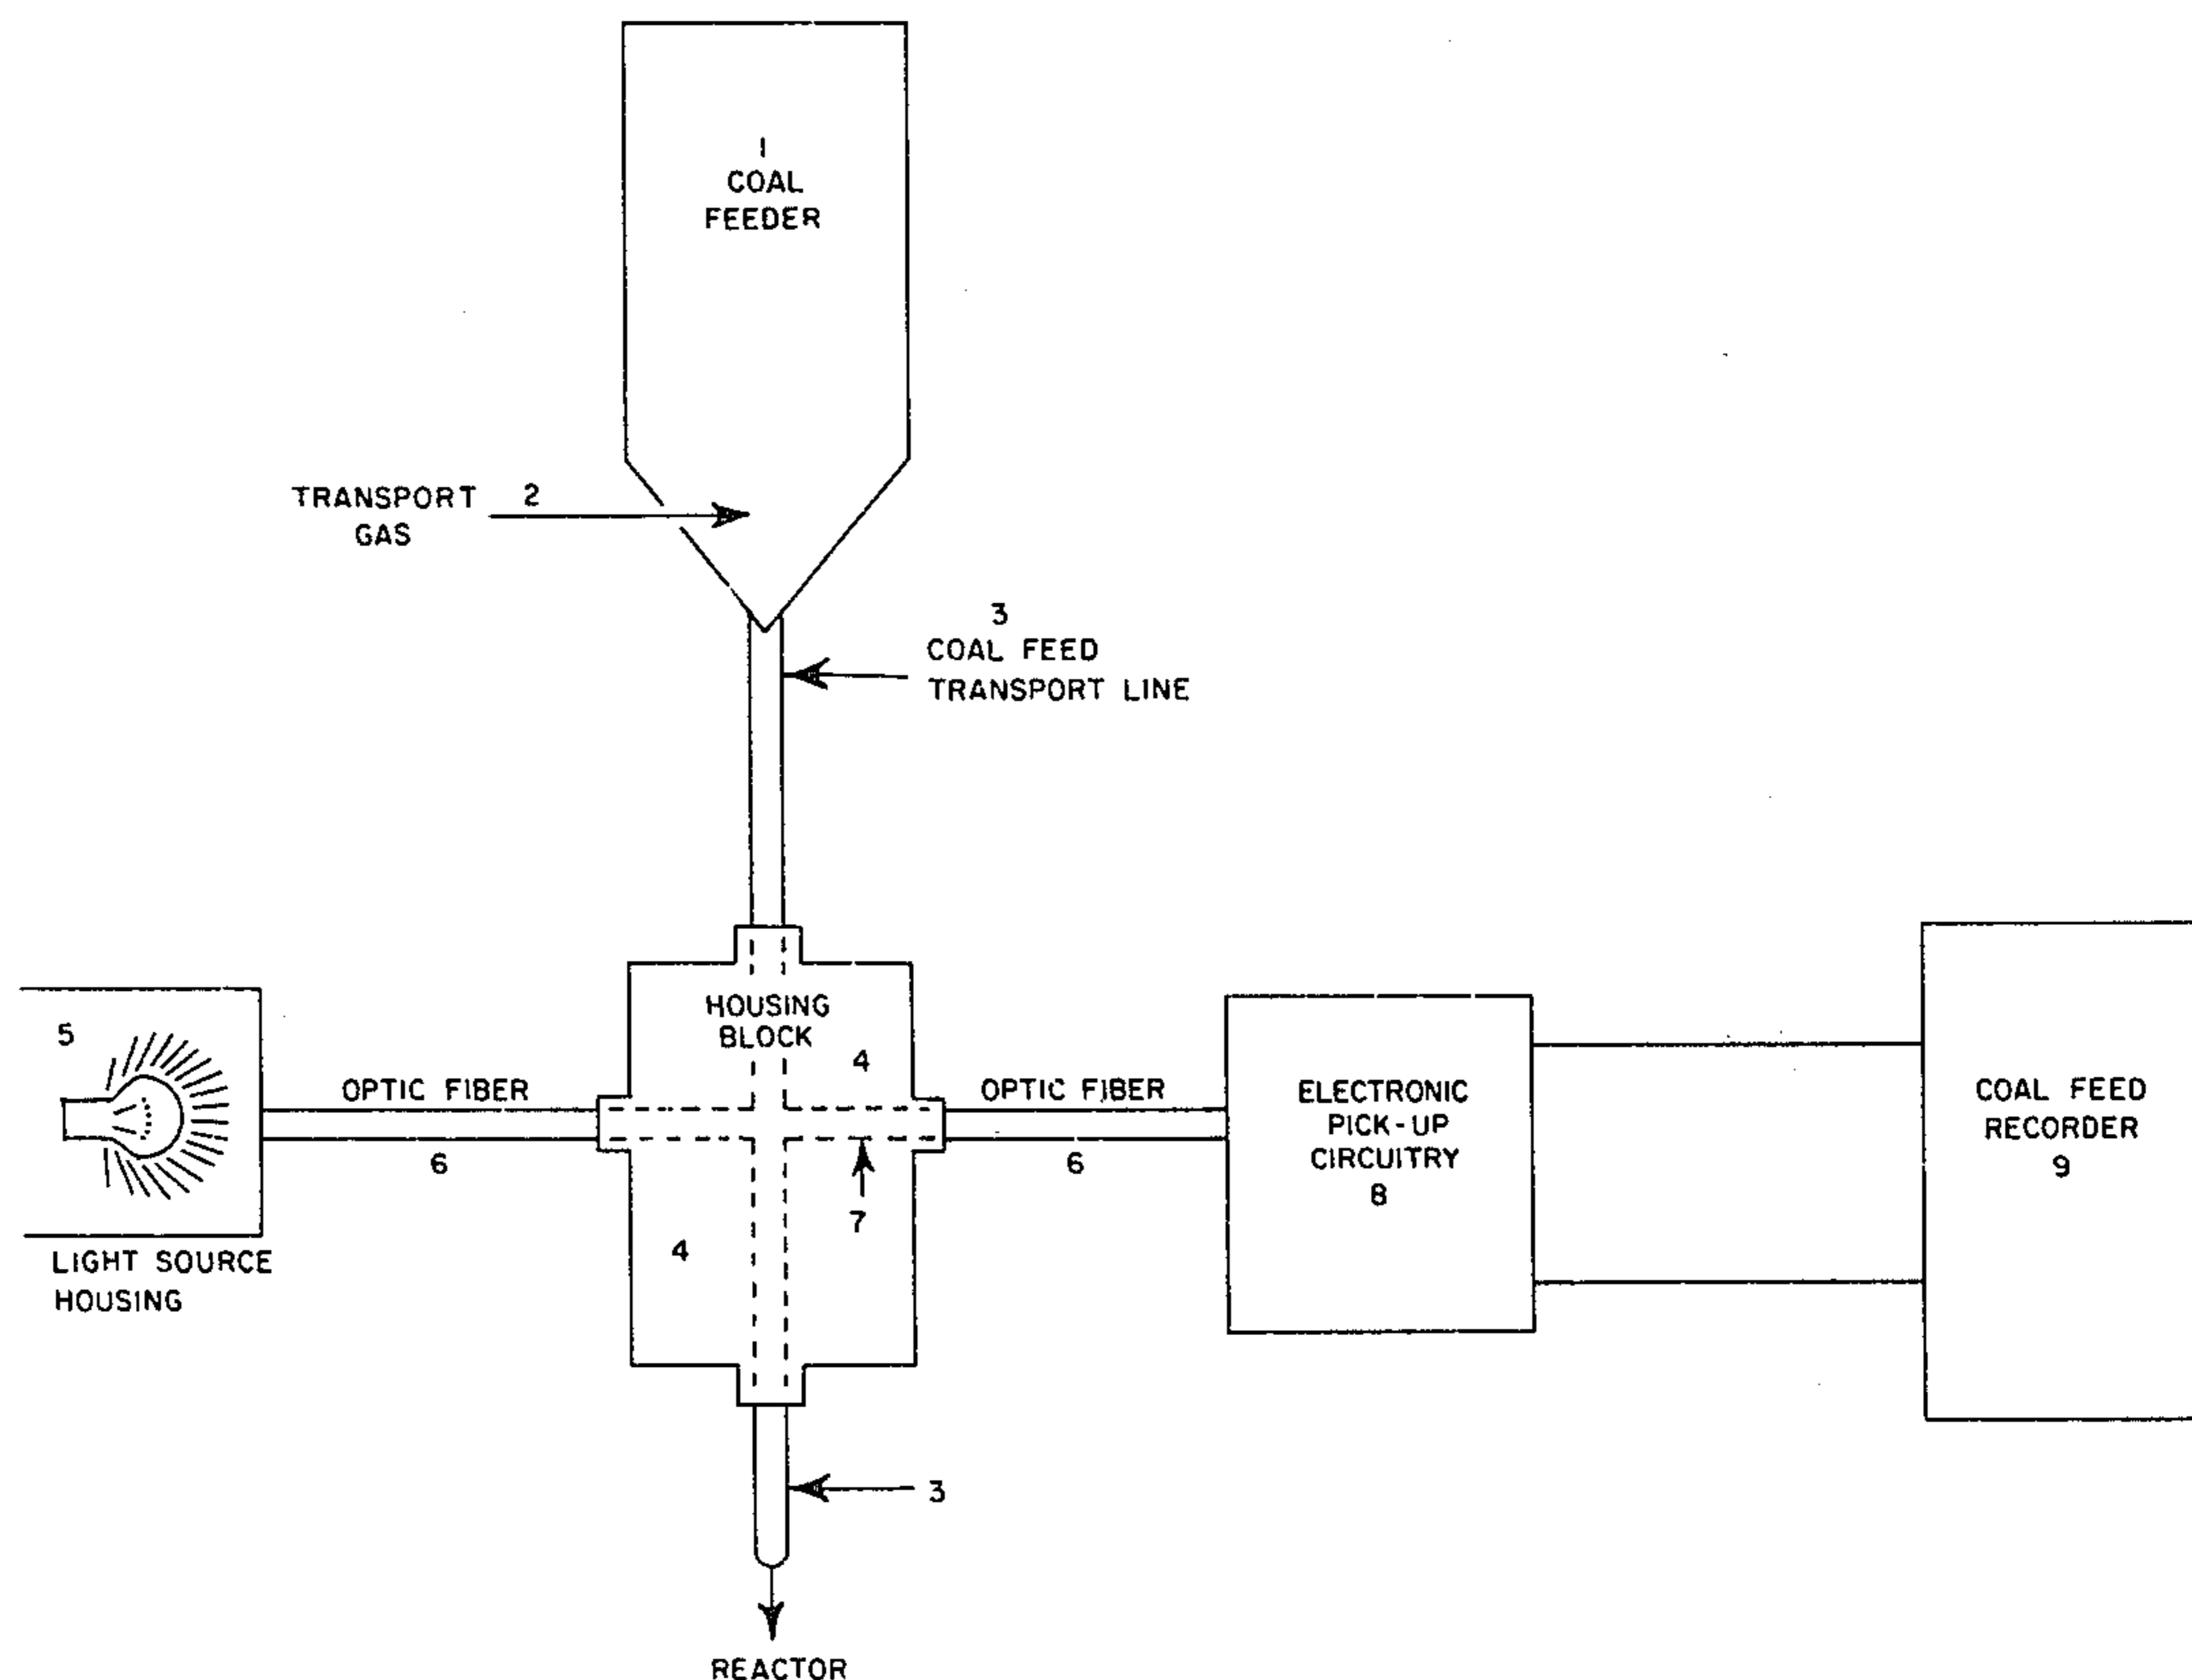 1
COAL
FEEDER
TRANSPORT 2
GAS
3
COAL FEED
TRANSPORT LINE
HOUSING
BLOCK
4
5
OPTIC FIBER
6
OPTIC FIBER
6
7
4
LIGHT SOURCE
HOUSING
ELECTRONIC
PICK-UP
CIRCUITRY
8
COAL FEED
RECORDER
9
3
REACTOR